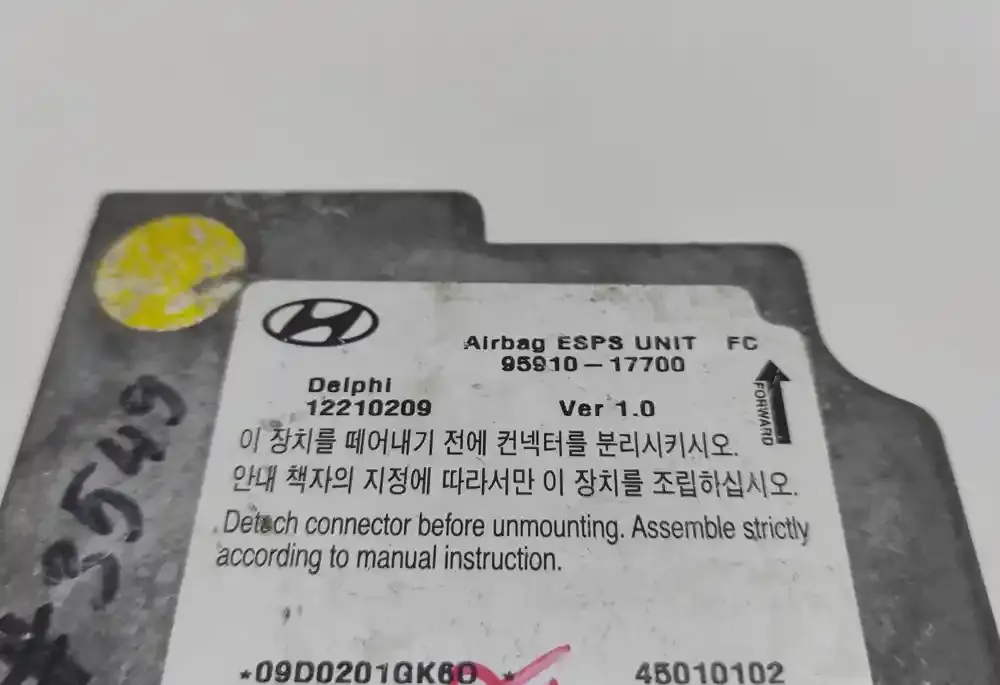 Airbag ESPS UNIT FC
95910-17700
Delphi
12210209 Ver 1.0
FORWARD
이 장치를 떼어내기 전에 컨넥터를 분리시키시오.
안내 책자의 지정에 따라서만 이 장치를 조립하십시오.
Detach connector before unmounting. Assemble strictly
according to manual instruction.
*09D0201GK60 * 45010102
3549